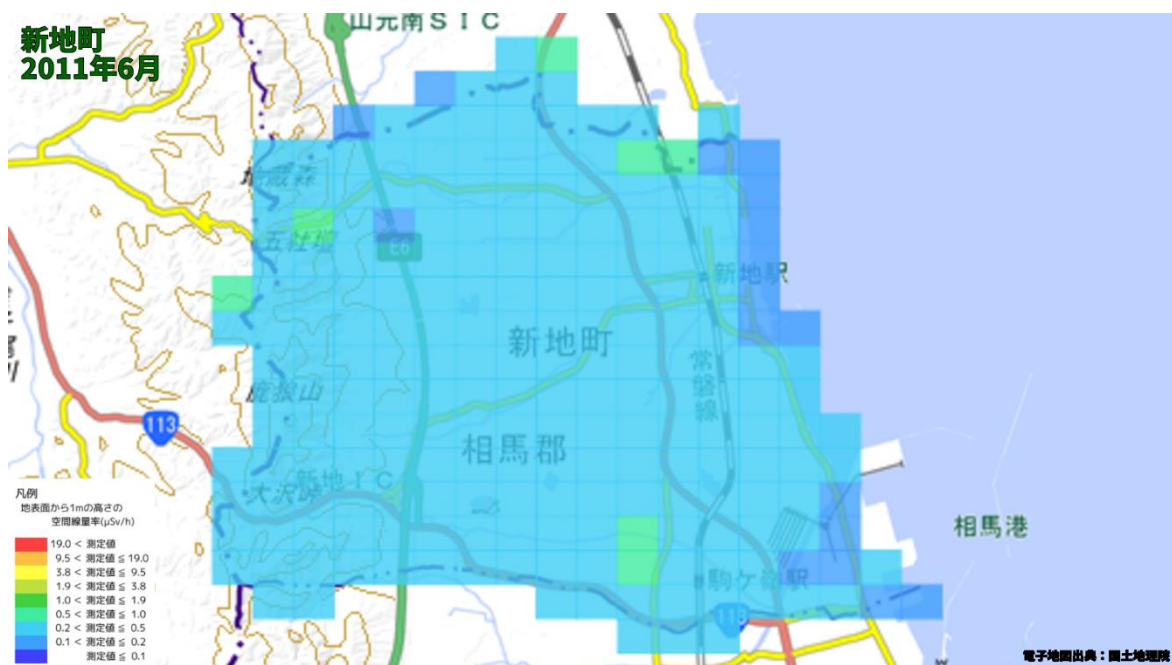 新地町
2011年6月
山元南SIC
地蔵森
五社壇
E6
新地駅
新地町
常磐線
鹿狼山
113
相馬郡
新地IC
大沢峠
相馬港
駒ケ嶺駅
113
凡例
地表面から1mの高さの
空間線量率(μSv/h)
19.0 < 測定値
9.5 < 測定値 ≦ 19.0
3.8 < 測定値 ≦ 9.5
1.9 < 測定値 ≦ 3.8
1.0 < 測定値 ≦ 1.9
0.5 < 測定値 ≦ 1.0
0.2 < 測定値 ≦ 0.5
0.1 < 測定値 ≦ 0.2
測定値 ≦ 0.1
電子地図出典：国土地理院